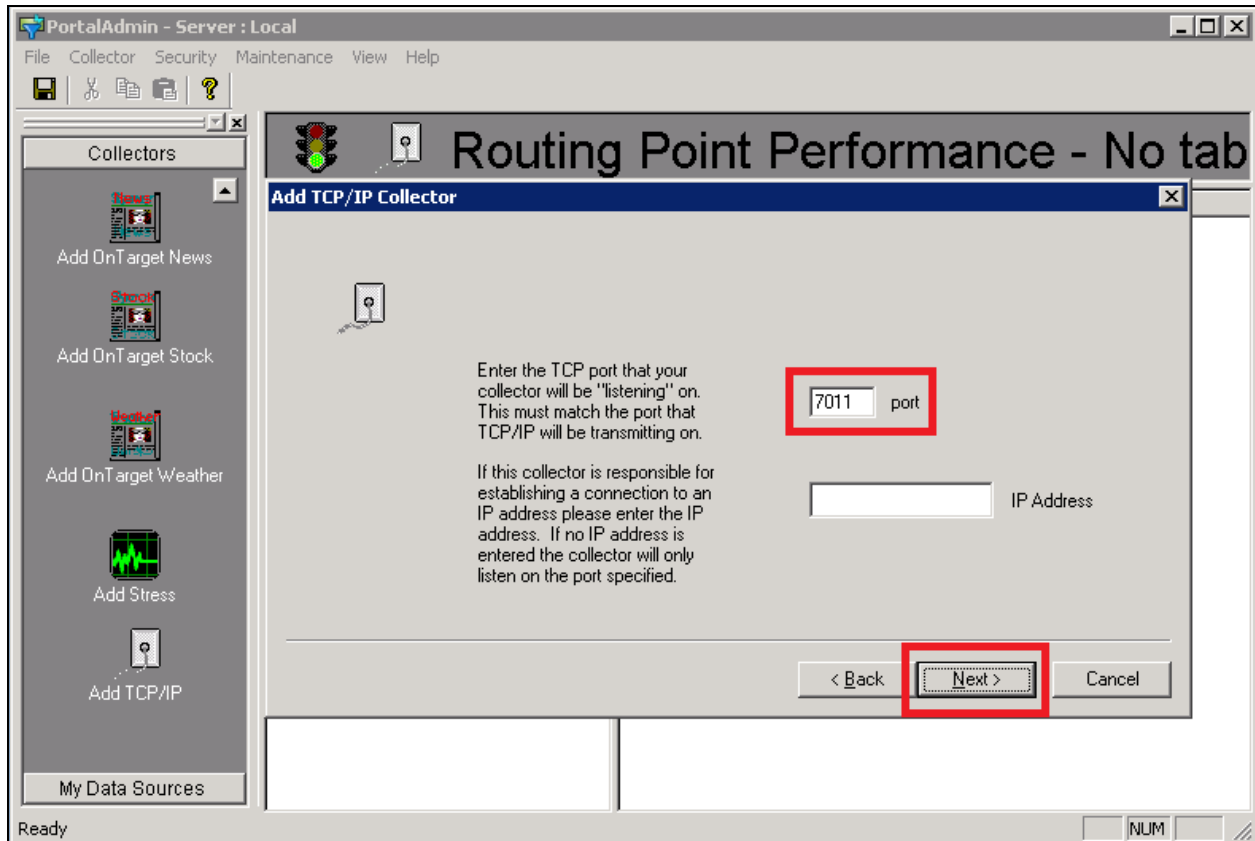 PortalAdmin - Server : Local
File Collector Security Maintenance View Help
Collectors
Routing Point Performance - No tab
News
Add OnTarget News
Stock
Add OnTarget Stock
Weather
Add OnTarget Weather
Add Stress
Add TCP/IP
My Data Sources
Add TCP/IP Collector
Enter the TCP port that your
collector will be "listening" on.
This must match the port that
TCP/IP will be transmitting on.
7011 port
If this collector is responsible for
establishing a connection to an
IP address please enter the IP
address. If no IP address is
entered the collector will only
listen on the port specified.
IP Address
< Back
Next >
Cancel
Ready
NUM